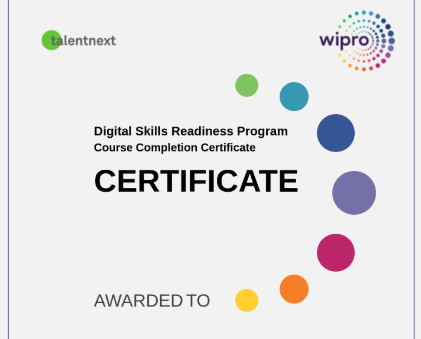 talentnext
wipro
Digital Skills Readiness Program
Course Completion Certificate
CERTIFICATE
AWARDED TO